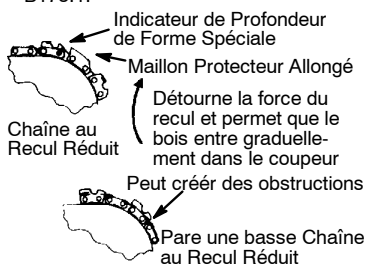 Indicateur de Profondeur
de Forme Spéciale
Maillon Protecteur Allongé
Détourne la force du
recul et permet que le
bois entre graduelle-
ment dans le coupeur
Chaîne au
Recul Réduit
Peut créér des obstructions
Pare une basse Chaîne
au Recul Réduit